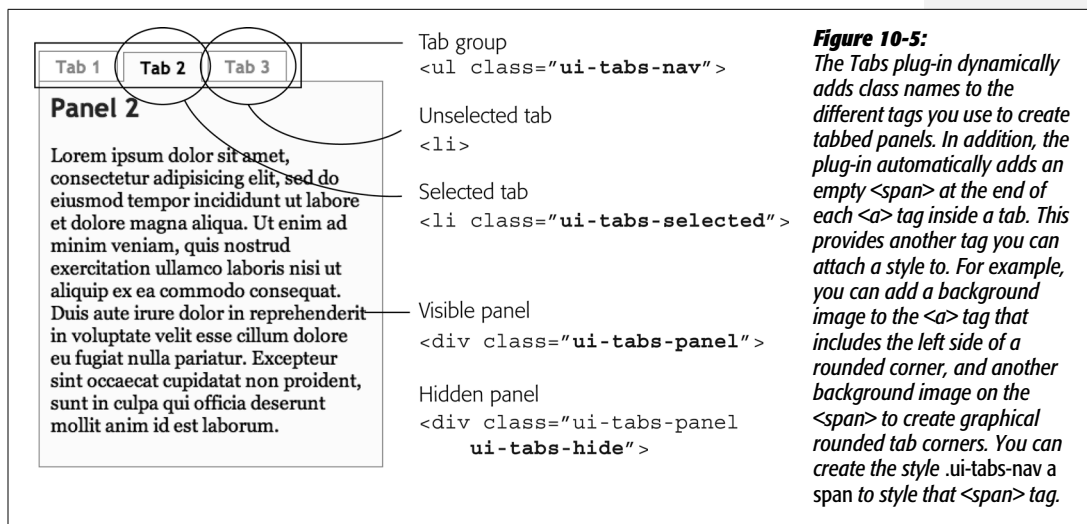 Tab 1 Tab 2 Tab 3
Panel 2
Lorem ipsum dolor sit amet,
consectetur adipisicing elit, sed do
eiusmod tempor incididunt ut labore
et dolore magna aliqua. Ut enim ad
minim veniam, quis nostrud
exercitation ullamco laboris nisi ut
aliquip ex ea commodo consequat.
Duis aute irure dolor in reprehenderit
in voluptate velit esse cillum dolore
eu fugiat nulla pariatur. Excepteur
sint occaecat cupidatat non proident,
sunt in culpa qui officia deserunt
mollit anim id est laborum.
Tab group
<ul class="ui-tabs-nav">
Unselected tab
<li>
Selected tab
<li class="ui-tabs-selected">
Visible panel
<div class="ui-tabs-panel">
Hidden panel
<div class="ui-tabs-panel
ui-tabs-hide">
Figure 10-5:
The Tabs plug-in dynamically
adds class names to the
different tags you use to create
tabbed panels. In addition, the
plug-in automatically adds an
empty <span> at the end of
each <a> tag inside a tab. This
provides another tag you can
attach a style to. For example,
you can add a background
image to the <a> tag that
includes the left side of a
rounded corner, and another
background image on the
<span> to create graphical
rounded tab corners. You can
create the style .ui-tabs-nav a
span to style that <span> tag.